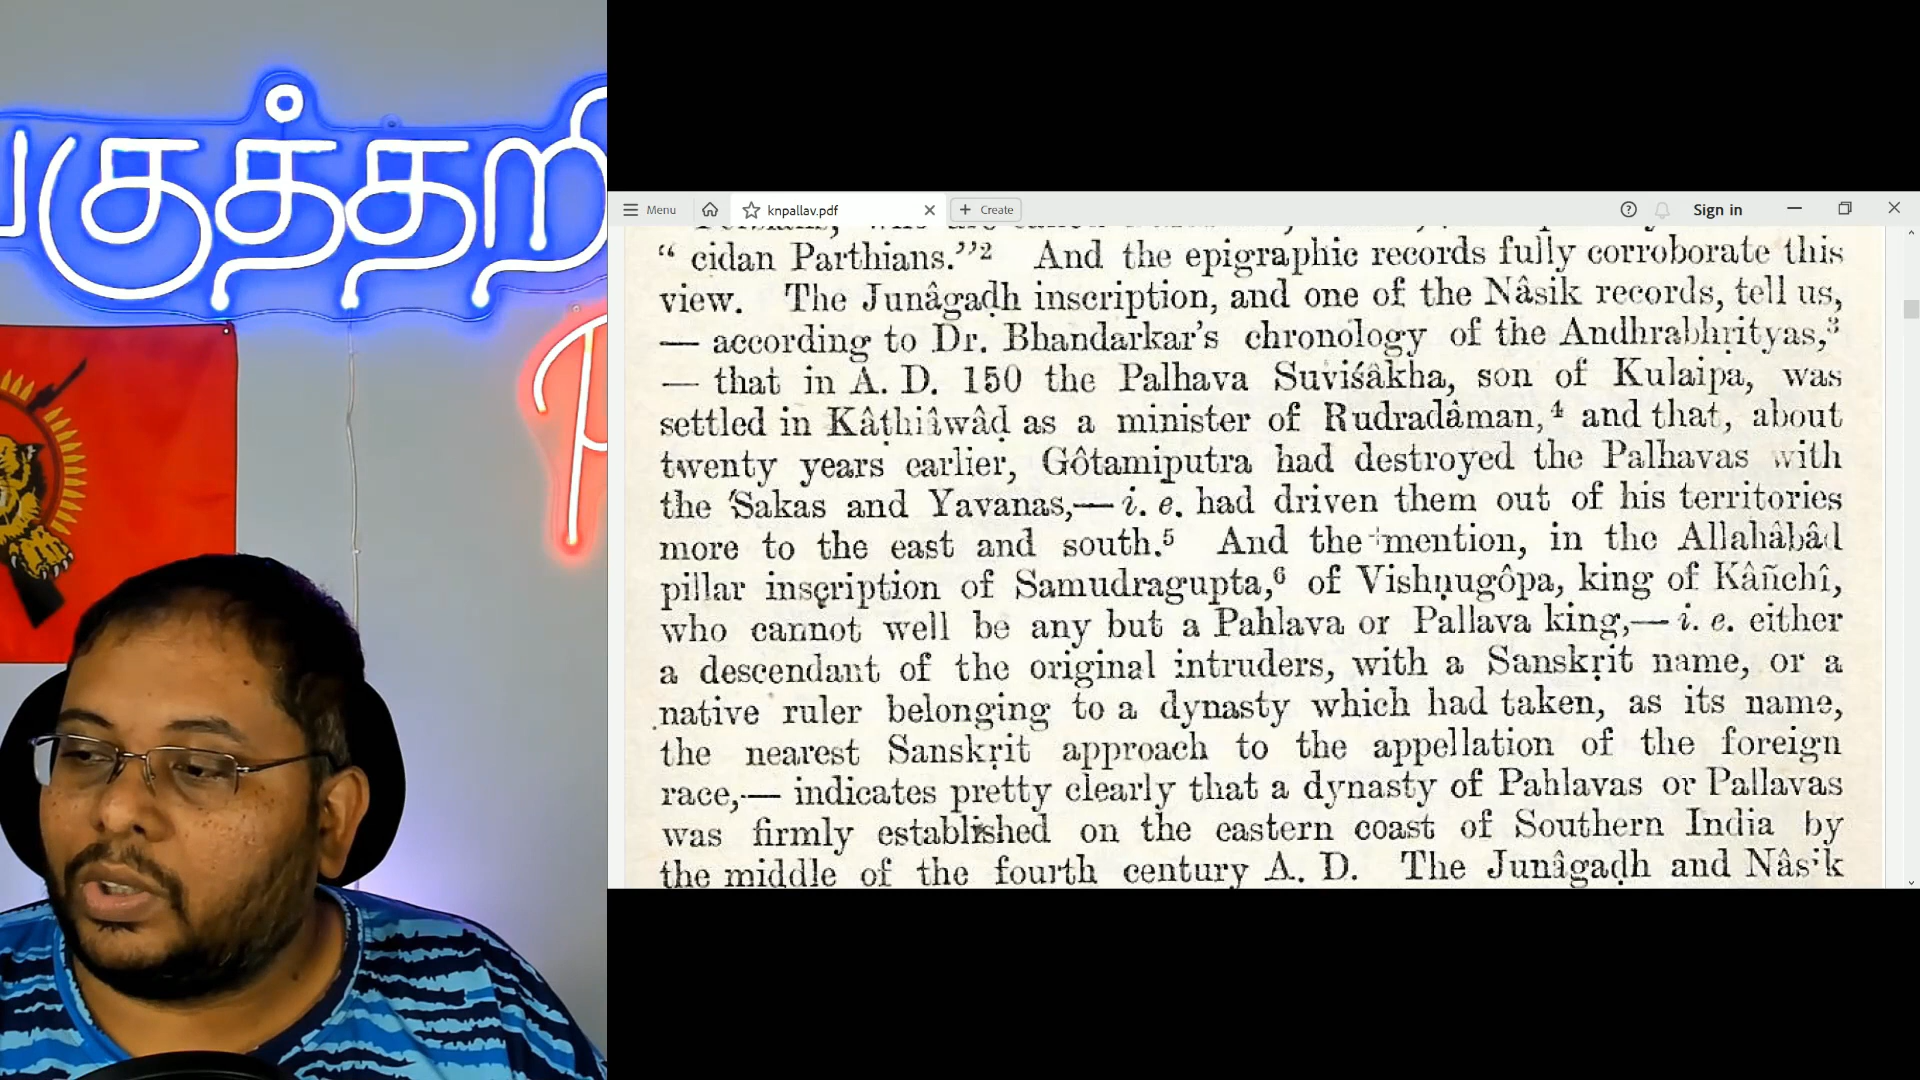 குத்தறி
P
Menu
knpallav.pdf
Create
Sign in
“ cidan Parthians.”2 And the epigraphic records fully corroborate this
view. The Junâgaḍh inscription, and one of the Nâsik records, tell us,
— according to Dr. Bhandarkar's chronology of the Andhrabhṛityas,3
— that in A. D. 150 the Palhava Suviśâkha, son of Kulaipa, was
settled in Kâṭhiâwâḍ as a minister of Rudradâman,4 and that, about
twenty years earlier, Gôtamiputra had destroyed the Palhavas with
the Śakas and Yavanas,— i. e. had driven them out of his territories
more to the east and south.5 And the mention, in the Allahâbâd
pillar inscription of Samudragupta,6 of Vishṇugôpa, king of Kâñchî,
who cannot well be any but a Pahlava or Pallava king,— i. e. either
a descendant of the original intruders, with a Sanskṛit name, or a
native ruler belonging to a dynasty which had taken, as its name,
the nearest Sanskṛit approach to the appellation of the foreign
race,— indicates pretty clearly that a dynasty of Pahlavas or Pallavas
was firmly established on the eastern coast of Southern India by
the middle of the fourth century A. D. The Junâgaḍh and Nâsik